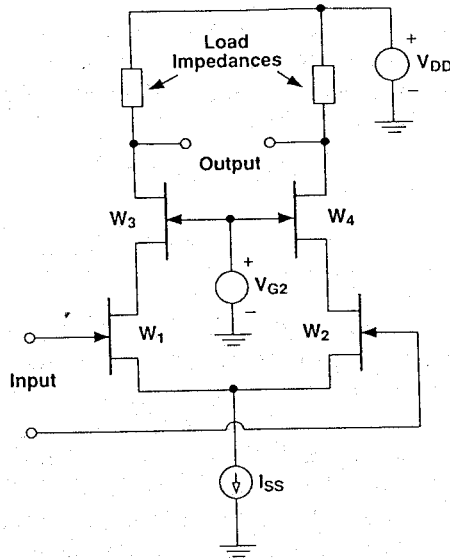 Load
Impedances
+
V_DD
−
Output
W₃
W₄
+
V_G2
−
W₁
W₂
Input
I_SS